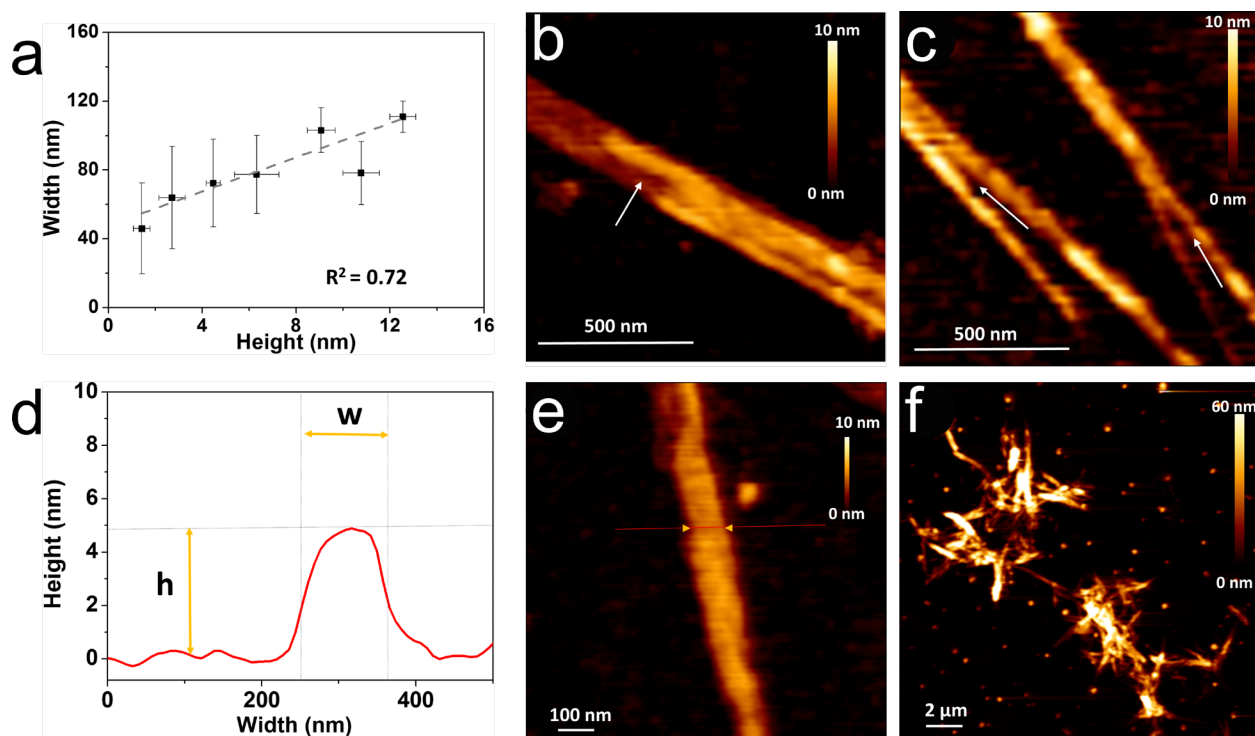 a
160
120
80
40
0
Width (nm)
0 4 8 12 16
Height (nm)
R² = 0.72
b
10 nm
0 nm
500 nm
c
10 nm
0 nm
500 nm
d
10
8
6
4
2
0
Height (nm)
w
h
0 200 400
Width (nm)
e
10 nm
0 nm
100 nm
f
60 nm
0 nm
2 µm